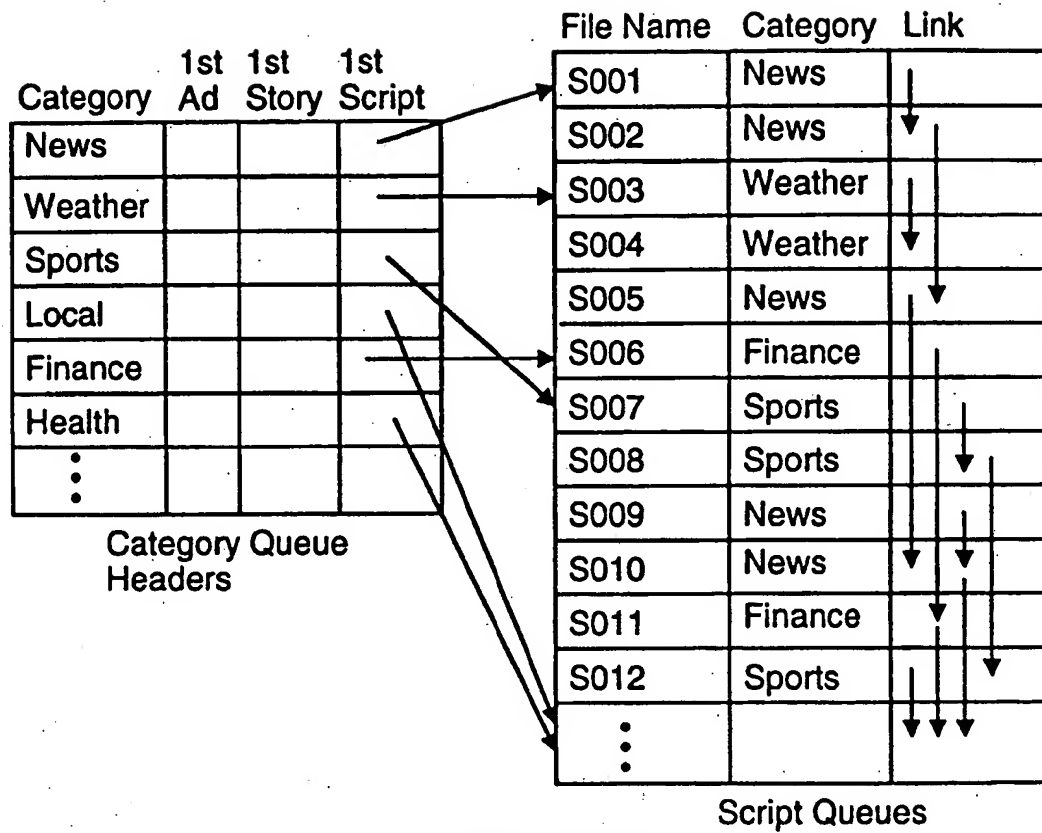 1st 1st 1st
Category Ad Story Script
News
Weather
Sports
Local
Finance
Health
Category Queue
Headers
File Name Category Link
S001 News
S002 News
S003 Weather
S004 Weather
S005 News
S006 Finance
S007 Sports
S008 Sports
S009 News
S010 News
S011 Finance
S012 Sports
Script Queues